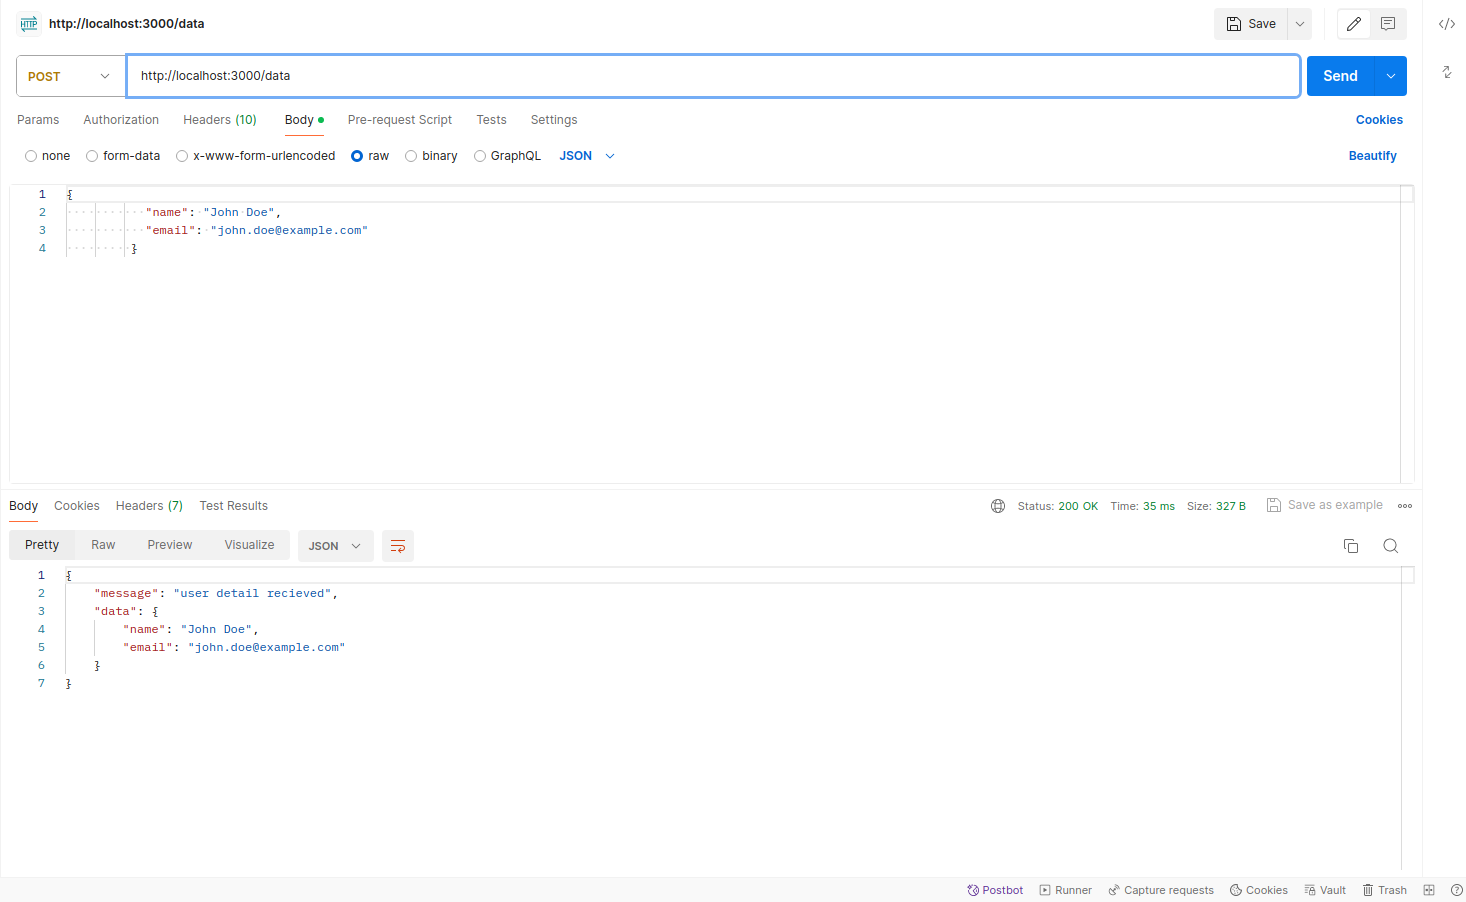 HTTP http://localhost:3000/data Save
POST http://localhost:3000/data Send
Params Authorization Headers (10) Body Pre-request Script Tests Settings Cookies
none form-data x-www-form-urlencoded raw binary GraphQL JSON Beautify
1 {
2 "name": "John Doe",
3 "email": "john.doe@example.com"
4 }
Body Cookies Headers (7) Test Results Status: 200 OK Time: 35 ms Size: 327 B Save as example
Pretty Raw Preview Visualize JSON
1 {
2 "message": "user detail recieved",
3 "data": {
4 "name": "John Doe",
5 "email": "john.doe@example.com"
6 }
7 }
Postbot Runner Capture requests Cookies Vault Trash